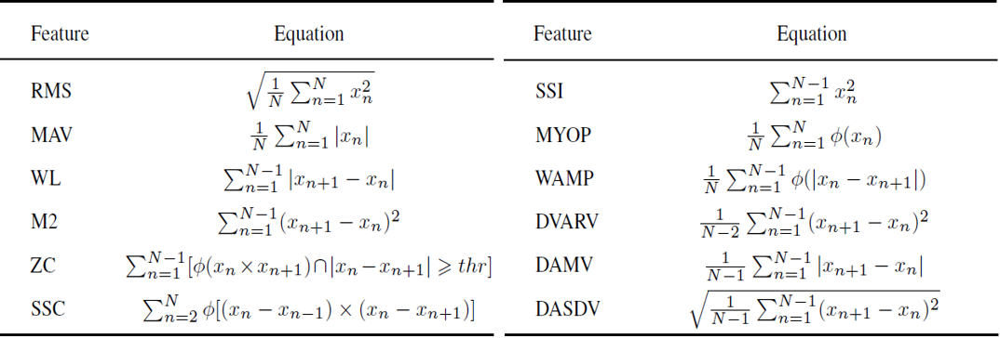 Feature Equation Feature Equation
RMS \sqrt{\frac{1}{N}\sum_{n=1}^{N} x_n^2} SSI \sum_{n=1}^{N-1} x_n^2
MAV \frac{1}{N}\sum_{n=1}^{N} |x_n| MYOP \frac{1}{N}\sum_{n=1}^{N} \phi(x_n)
WL \sum_{n=1}^{N-1} |x_{n+1} - x_n| WAMP \frac{1}{N}\sum_{n=1}^{N-1} \phi(|x_n - x_{n+1}|)
M2 \sum_{n=1}^{N-1} (x_{n+1} - x_n)^2 DVARV \frac{1}{N-2}\sum_{n=1}^{N-1} (x_{n+1} - x_n)^2
ZC \sum_{n=1}^{N-1} [\phi(x_n \times x_{n+1}) \cap |x_n - x_{n+1}| \geqslant thr] DAMV \frac{1}{N-1}\sum_{n=1}^{N-1} |x_{n+1} - x_n|
SSC \sum_{n=2}^{N} \phi[(x_n - x_{n-1}) \times (x_n - x_{n+1})] DASDV \sqrt{\frac{1}{N-1}\sum_{n=1}^{N-1} (x_{n+1} - x_n)^2}